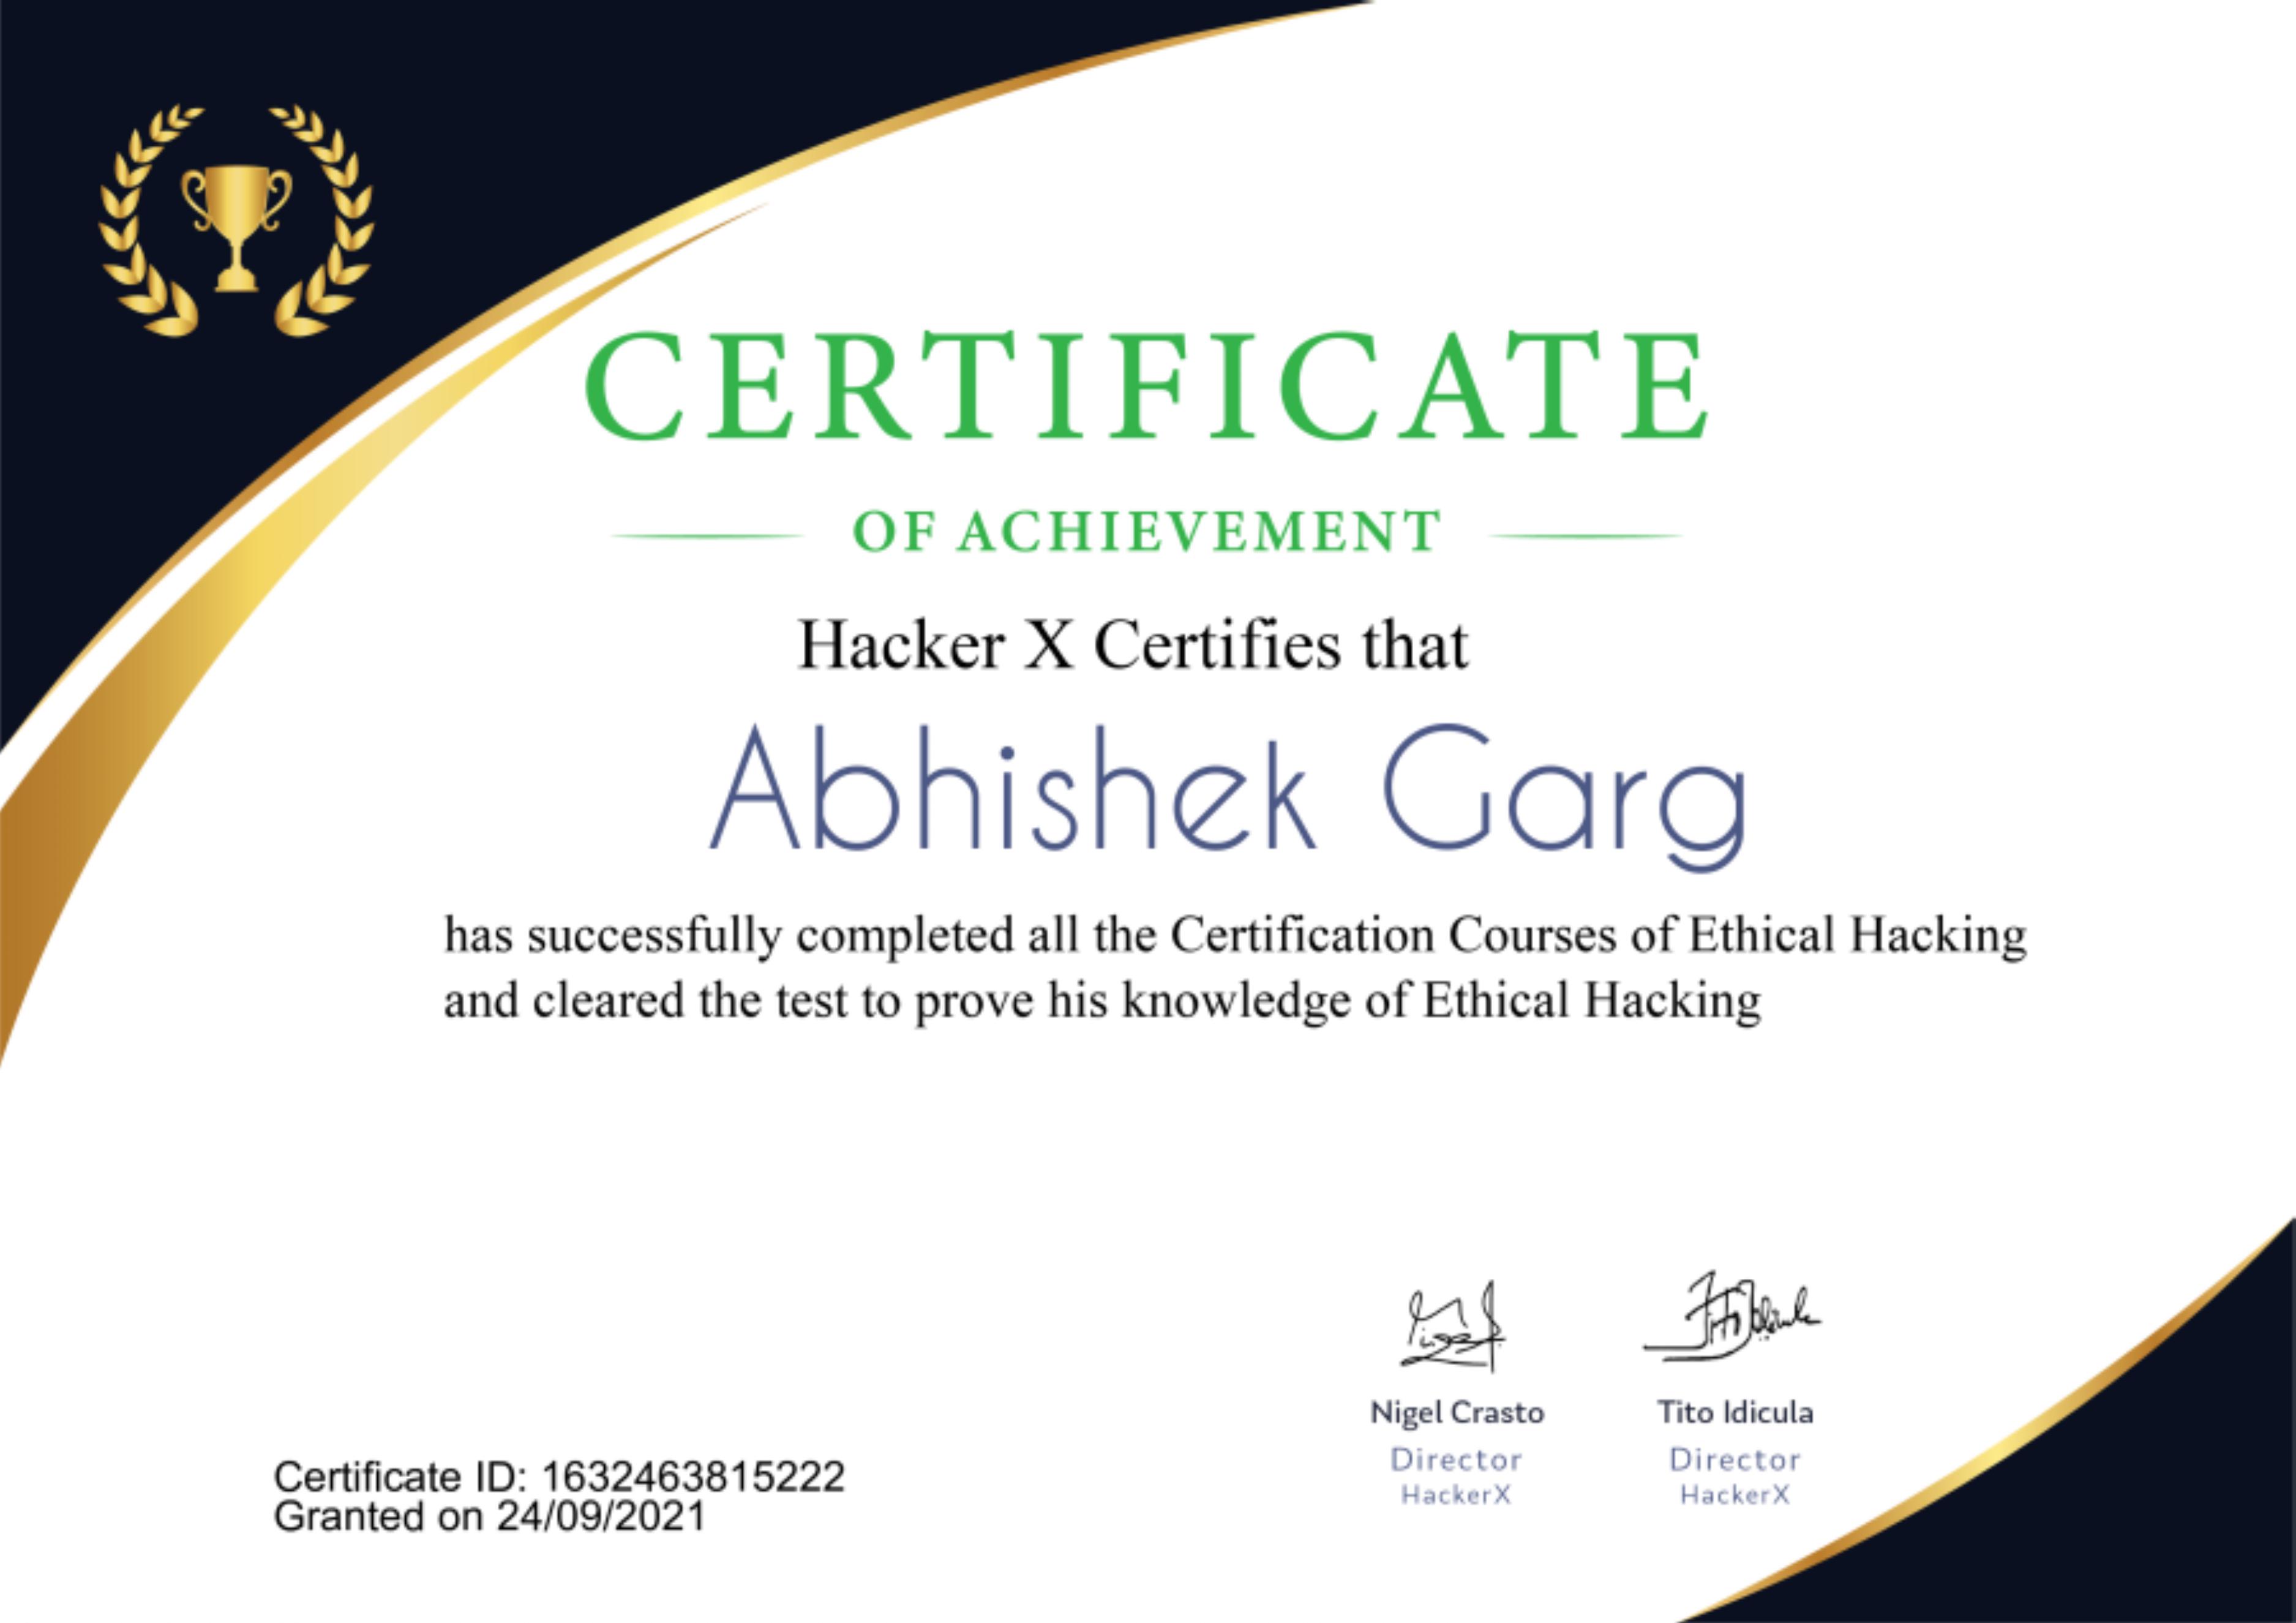 CERTIFICATE
OF ACHIEVEMENT
Hacker X Certifies that
Abhishek Garg
has successfully completed all the Certification Courses of Ethical Hacking
and cleared the test to prove his knowledge of Ethical Hacking
Nigel Crasto
Director
HackerX
Tito Idicula
Director
HackerX
Certificate ID: 1632463815222
Granted on 24/09/2021